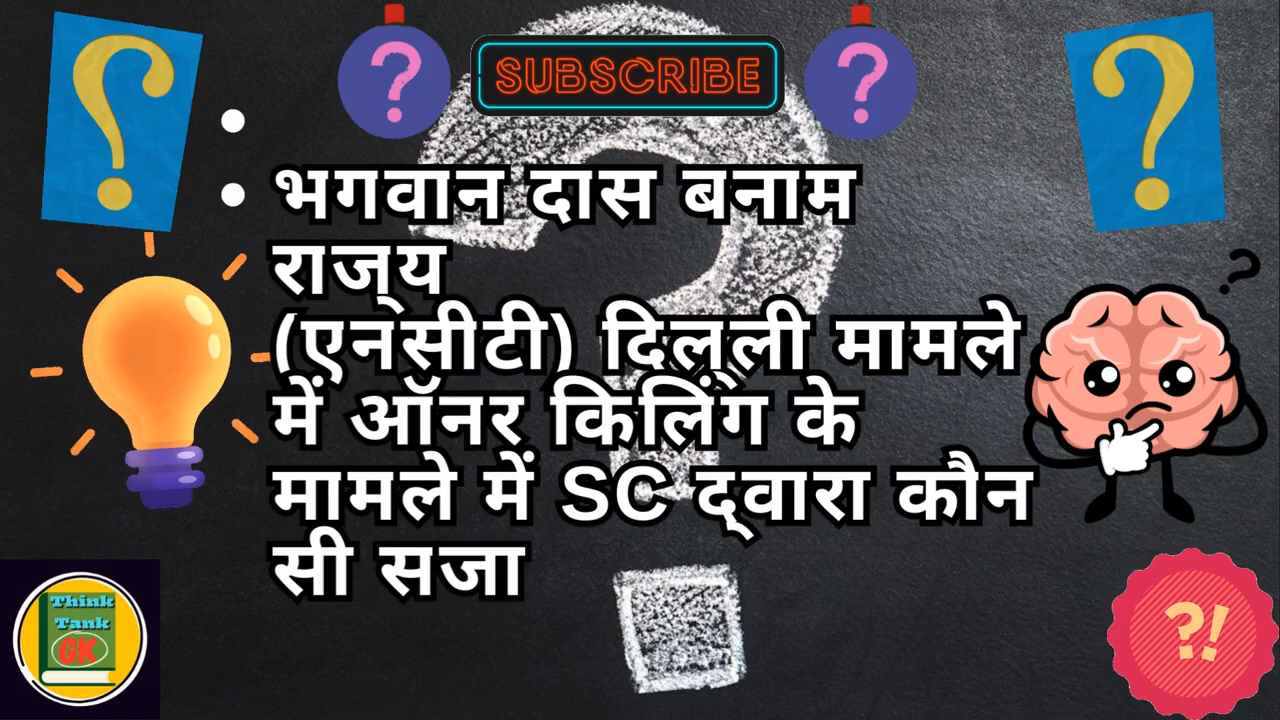 SUBSCRIBE
भगवान दास बनाम
राज्य
(एनसीटी) दिल्ली मामले
में ऑनर किलिंग के
मामले में SC द्वारा कौन
सी सजा
Think
Tank
GK